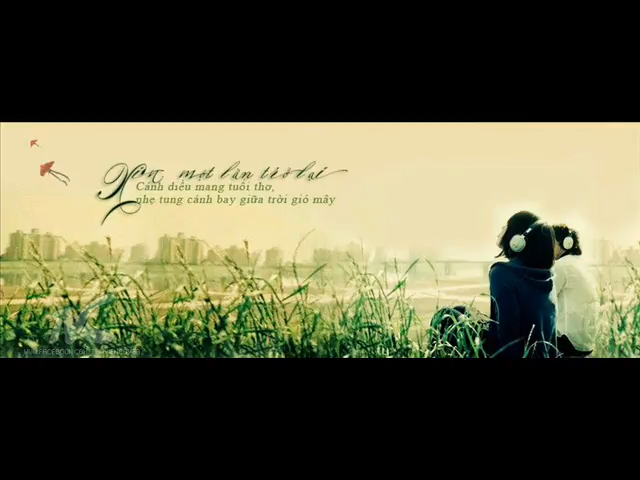 Xin một lần trở lại
Cánh diều mang tuổi thơ,
nhẹ tung cánh bay giữa trời gió mây